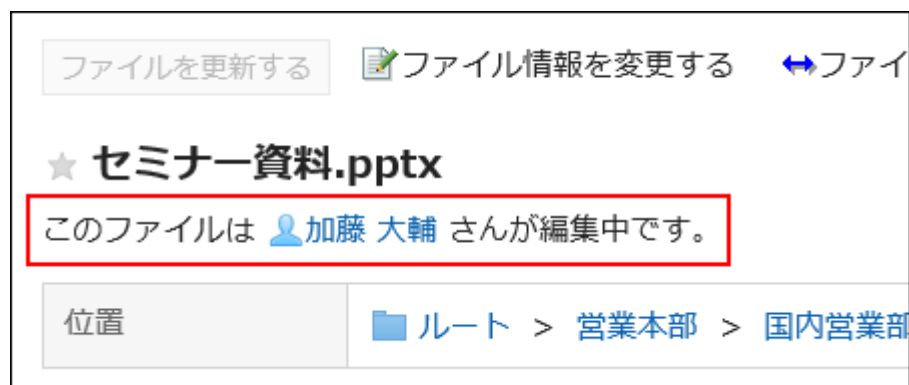 ファイルを更新する ファイル情報を変更する ファイ
セミナー資料.pptx
このファイルは 加藤 大輔 さんが編集中です。
位置 ルート > 営業本部 > 国内営業部